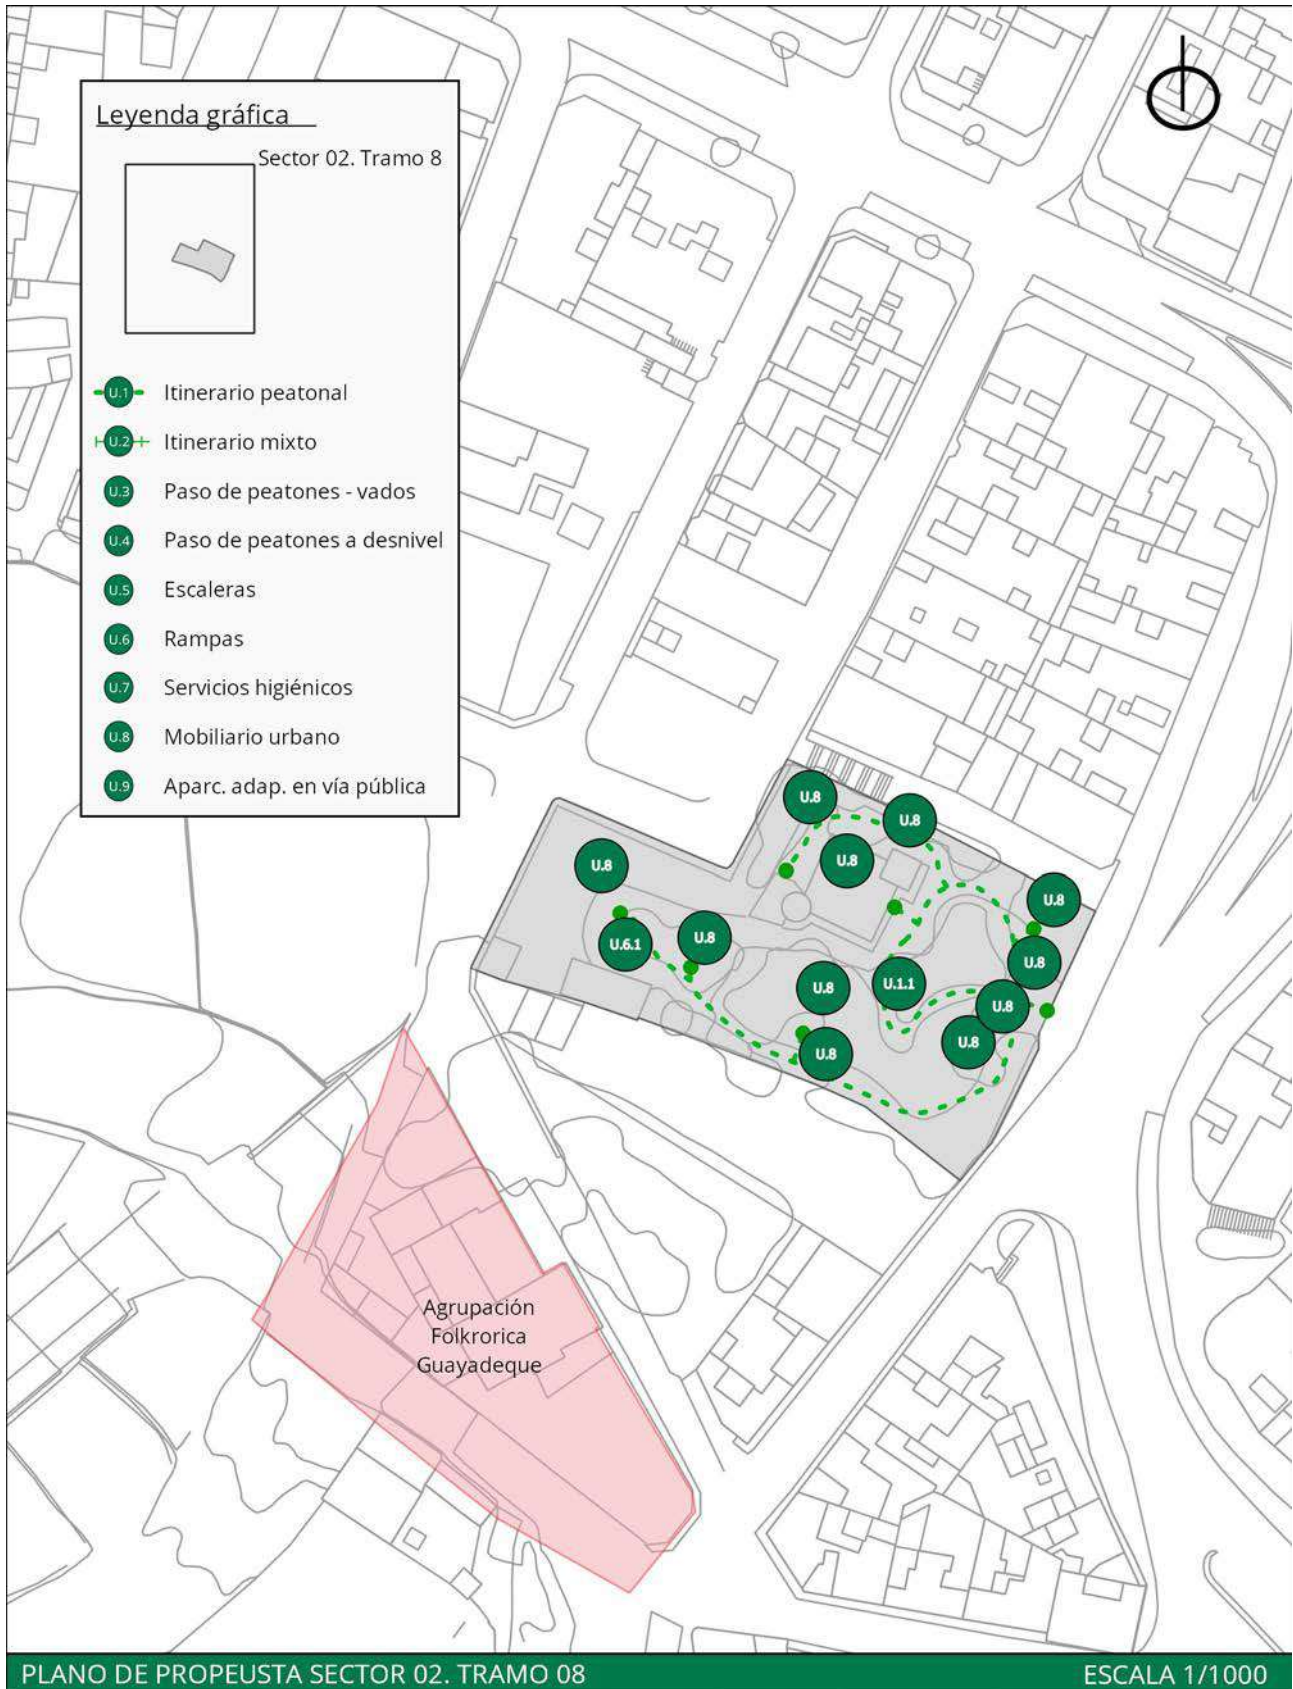 Leyenda gráfica
Sector 02. Tramo 8
U.1 Itinerario peatonal
U.2 Itinerario mixto
U.3 Paso de peatones - vados
U.4 Paso de peatones a desnivel
U.5 Escaleras
U.6 Rampas
U.7 Servicios higiénicos
U.8 Mobiliario urbano
U.9 Aparc. adap. en vía pública
U.8
U.8
U.8
U.8
U.8
U.8
U.6.1
U.8
U.8
U.1.1
U.8
U.8
U.8
Agrupación
Folkrorica
Guayadeque
PLANO DE PROPEUSTA SECTOR 02. TRAMO 08
ESCALA 1/1000